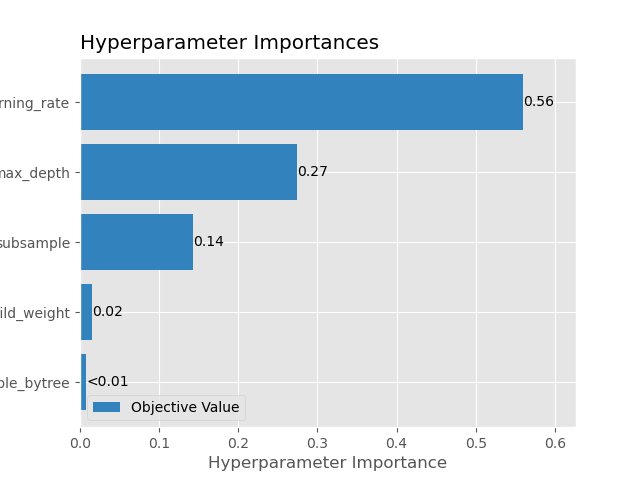 Hyperparameter Importances
rning_rate
0.56
max_depth
0.27
subsample
0.14
ild_weight
0.02
ple_bytree
<0.01
Objective Value
0.0 0.1 0.2 0.3 0.4 0.5 0.6
Hyperparameter Importance